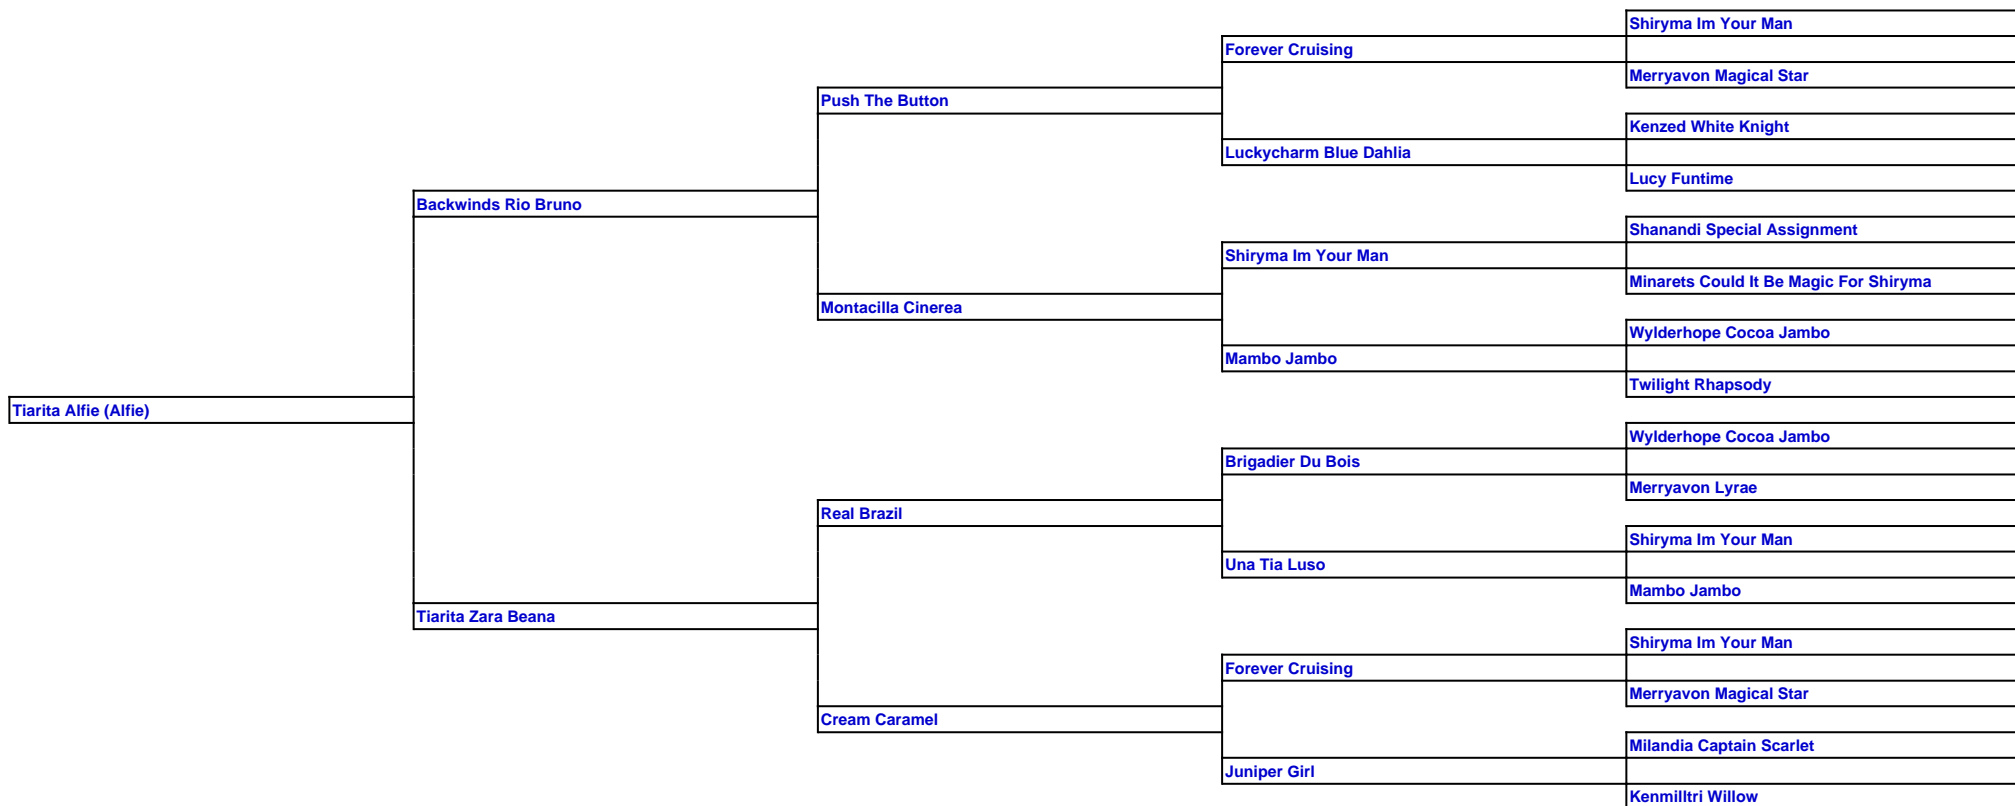 Shiryma Im Your Man
Forever Cruising
Merryavon Magical Star
Push The Button
Kenzed White Knight
Luckycharm Blue Dahlia
Lucy Funtime
Backwinds Rio Bruno
Shanandi Special Assignment
Shiryma Im Your Man
Minarets Could It Be Magic For Shiryma
Montacilla Cinerea
Wylderhope Cocoa Jambo
Mambo Jambo
Twilight Rhapsody
Tiarita Alfie (Alfie)
Wylderhope Cocoa Jambo
Brigadier Du Bois
Merryavon Lyrae
Real Brazil
Shiryma Im Your Man
Una Tia Luso
Mambo Jambo
Tiarita Zara Beana
Shiryma Im Your Man
Forever Cruising
Merryavon Magical Star
Cream Caramel
Milandia Captain Scarlet
Juniper Girl
Kenmilltri Willow